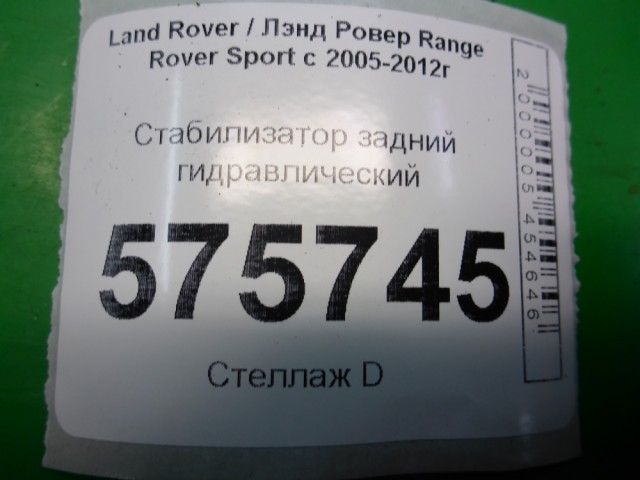 Land Rover / Лэнд Ровер Range
Rover Sport с 2005-2012г
Стабилизатор задний
гидравлический
575745
Стеллаж D
2000005454646